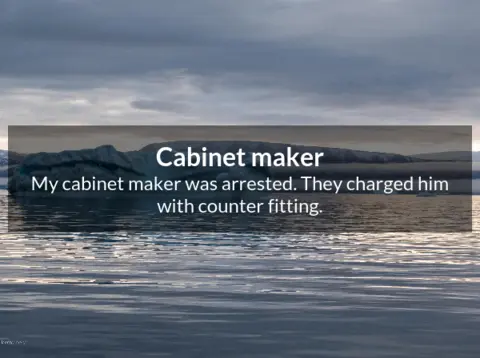 Cabinet maker
My cabinet maker was arrested. They charged him
with counter fitting.